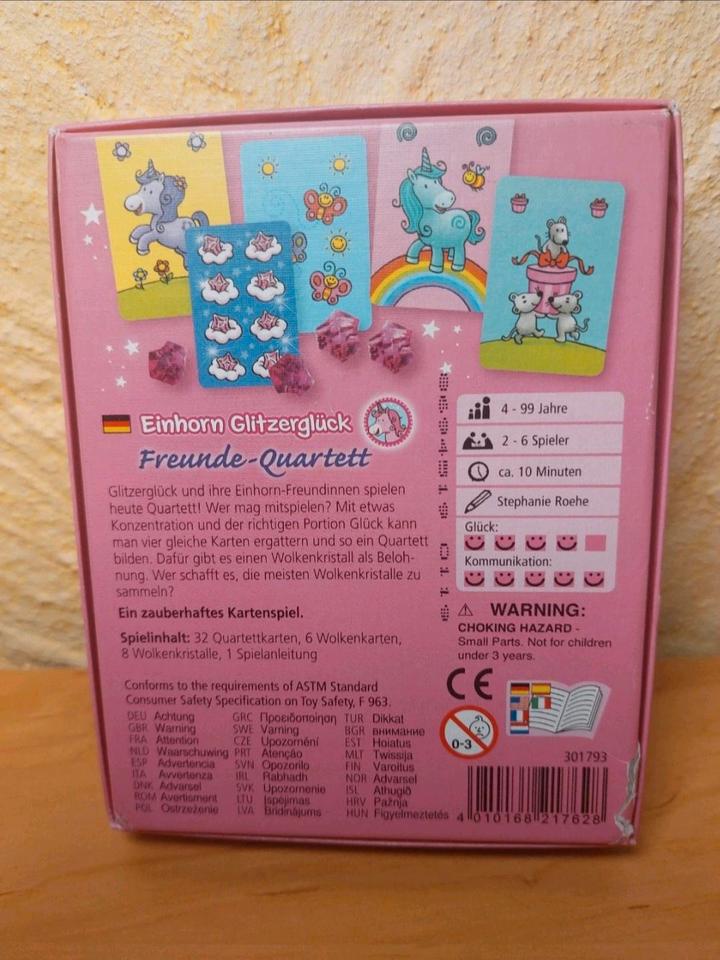 Einhorn Glitzerglück
Freunde-Quartett
Glitzerglück und ihre Einhorn-Freundinnen spielen
heute Quartett! Wer mag mitspielen? Mit etwas
Konzentration und der richtigen Portion Glück kann
man vier gleiche Karten ergattern und so ein Quartett
bilden. Dafür gibt es einen Wolkenkristall als Beloh-
nung. Wer schafft es, die meisten Wolkenkristalle zu
sammeln?
Ein zauberhaftes Kartenspiel.
Spielinhalt: 32 Quartettkarten, 6 Wolkenkarten,
8 Wolkenkristalle, 1 Spielanleitung
4 - 99 Jahre
2 - 6 Spieler
ca. 10 Minuten
Stephanie Roehe
Glück:
Kommunikation:
WARNING:
CHOKING HAZARD -
Small Parts. Not for children
under 3 years.
CE
0-3
Conforms to the requirements of ASTM Standard
Consumer Safety Specification on Toy Safety, F 963.
DEU Achtung
GBR Warning
FRA Attention
NLD Waarschuwing
ESP Advertencia
ITA Avvertenza
DNK Advarsel
ROM Avertisment
POL Ostrzeżenie
GRC Προειδοποίηση
SWE Varning
CZE Upozornění
PRT Atenção
SVN Opozorilo
IRL Rabhadh
SVK Upozornenie
LTU Įspėjimas
LVA Brīdinājums
TUR Dikkat
BGR внимание
EST Hoiatus
MLT Twissija
FIN Varoitus
NOR Advarsel
ISL Athugið
HRV Pažnja
HUN Figyelmeztetés
301793
4 010168 217628